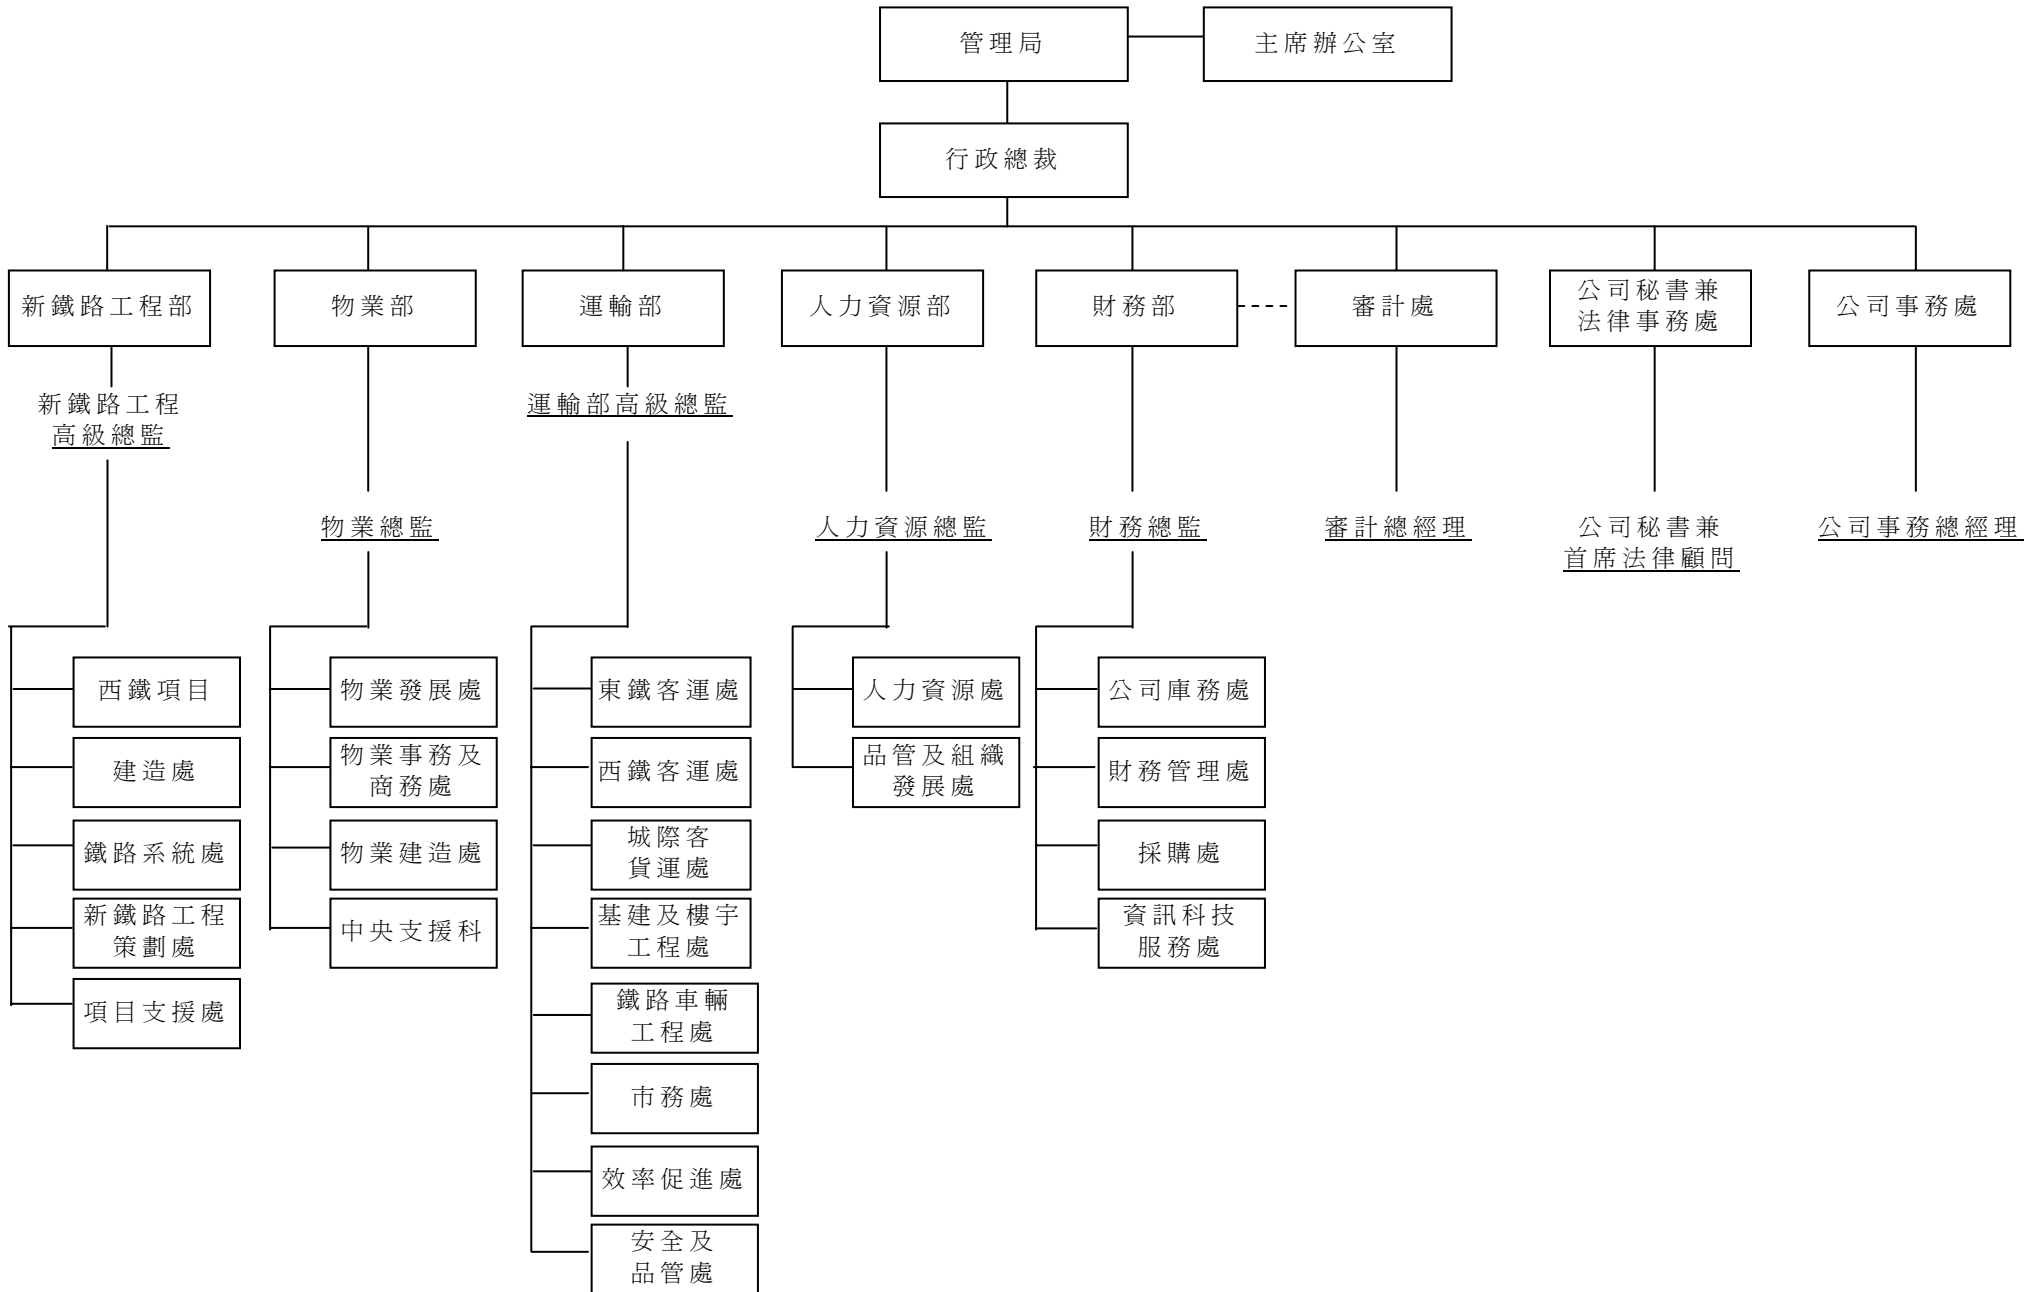 管理局
主席辦公室
行政總裁
新鐵路工程部
物業部
運輸部
人力資源部
財務部
審計處
公司秘書兼
法律事務處
公司事務處
新鐵路工程
高級總監
運輸部高級總監
物業總監
人力資源總監
財務總監
審計總經理
公司秘書兼
首席法律顧問
公司事務總經理
西鐵項目
建造處
鐵路系統處
新鐵路工程
策劃處
項目支援處
物業發展處
物業事務及
商務處
物業建造處
中央支援科
東鐵客運處
西鐵客運處
城際客
貨運處
基建及樓宇
工程處
鐵路車輛
工程處
市務處
效率促進處
安全及
品管處
人力資源處
品管及組織
發展處
公司庫務處
財務管理處
採購處
資訊科技
服務處